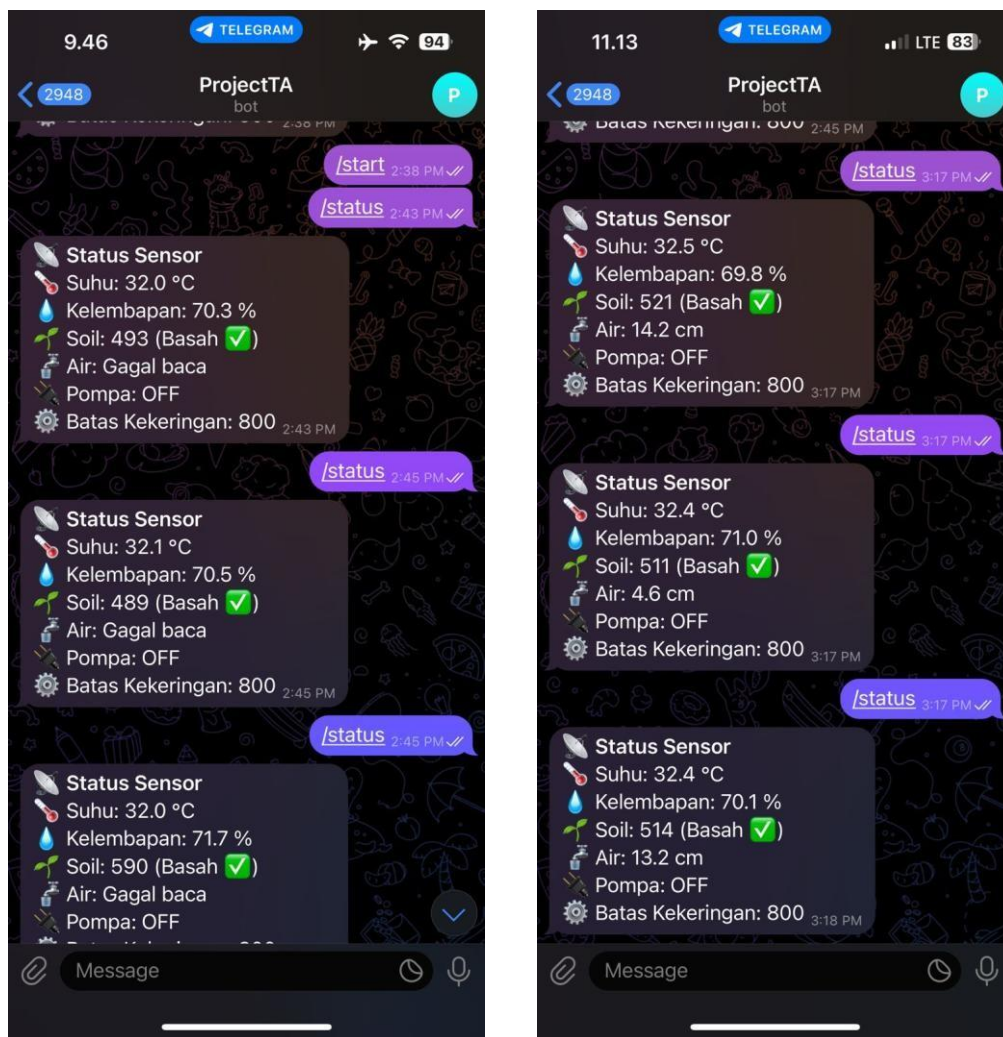 9.46
TELEGRAM
94
2948
ProjectTA
bot
P
2:38 PM
/start 2:38 PM
/status 2:43 PM
Status Sensor
Suhu: 32.0 °C
Kelembapan: 70.3 %
Soil: 493 (Basah ✅)
Air: Gagal baca
Pompa: OFF
Batas Kekeringan: 800 2:43 PM
/status 2:45 PM
Status Sensor
Suhu: 32.1 °C
Kelembapan: 70.5 %
Soil: 489 (Basah ✅)
Air: Gagal baca
Pompa: OFF
Batas Kekeringan: 800 2:45 PM
/status 2:45 PM
Status Sensor
Suhu: 32.0 °C
Kelembapan: 71.7 %
Soil: 590 (Basah ✅)
Air: Gagal baca
Pompa: OFF
Message
11.13
TELEGRAM
LTE 83
2948
ProjectTA
bot
P
Batas Kekeringan: 800 2:45 PM
/status 3:17 PM
Status Sensor
Suhu: 32.5 °C
Kelembapan: 69.8 %
Soil: 521 (Basah ✅)
Air: 14.2 cm
Pompa: OFF
Batas Kekeringan: 800 3:17 PM
/status 3:17 PM
Status Sensor
Suhu: 32.4 °C
Kelembapan: 71.0 %
Soil: 511 (Basah ✅)
Air: 4.6 cm
Pompa: OFF
Batas Kekeringan: 800 3:17 PM
/status 3:17 PM
Status Sensor
Suhu: 32.4 °C
Kelembapan: 70.1 %
Soil: 514 (Basah ✅)
Air: 13.2 cm
Pompa: OFF
Batas Kekeringan: 800 3:18 PM
Message